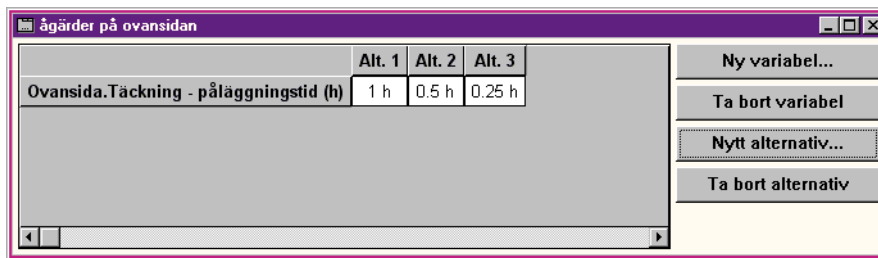 ågärder på ovansidan
Alt. 1 Alt. 2 Alt. 3
Ovansida.Täckning - påläggningstid (h) 1 h 0.5 h 0.25 h
Ny variabel...
Ta bort variabel
Nytt alternativ...
Ta bort alternativ